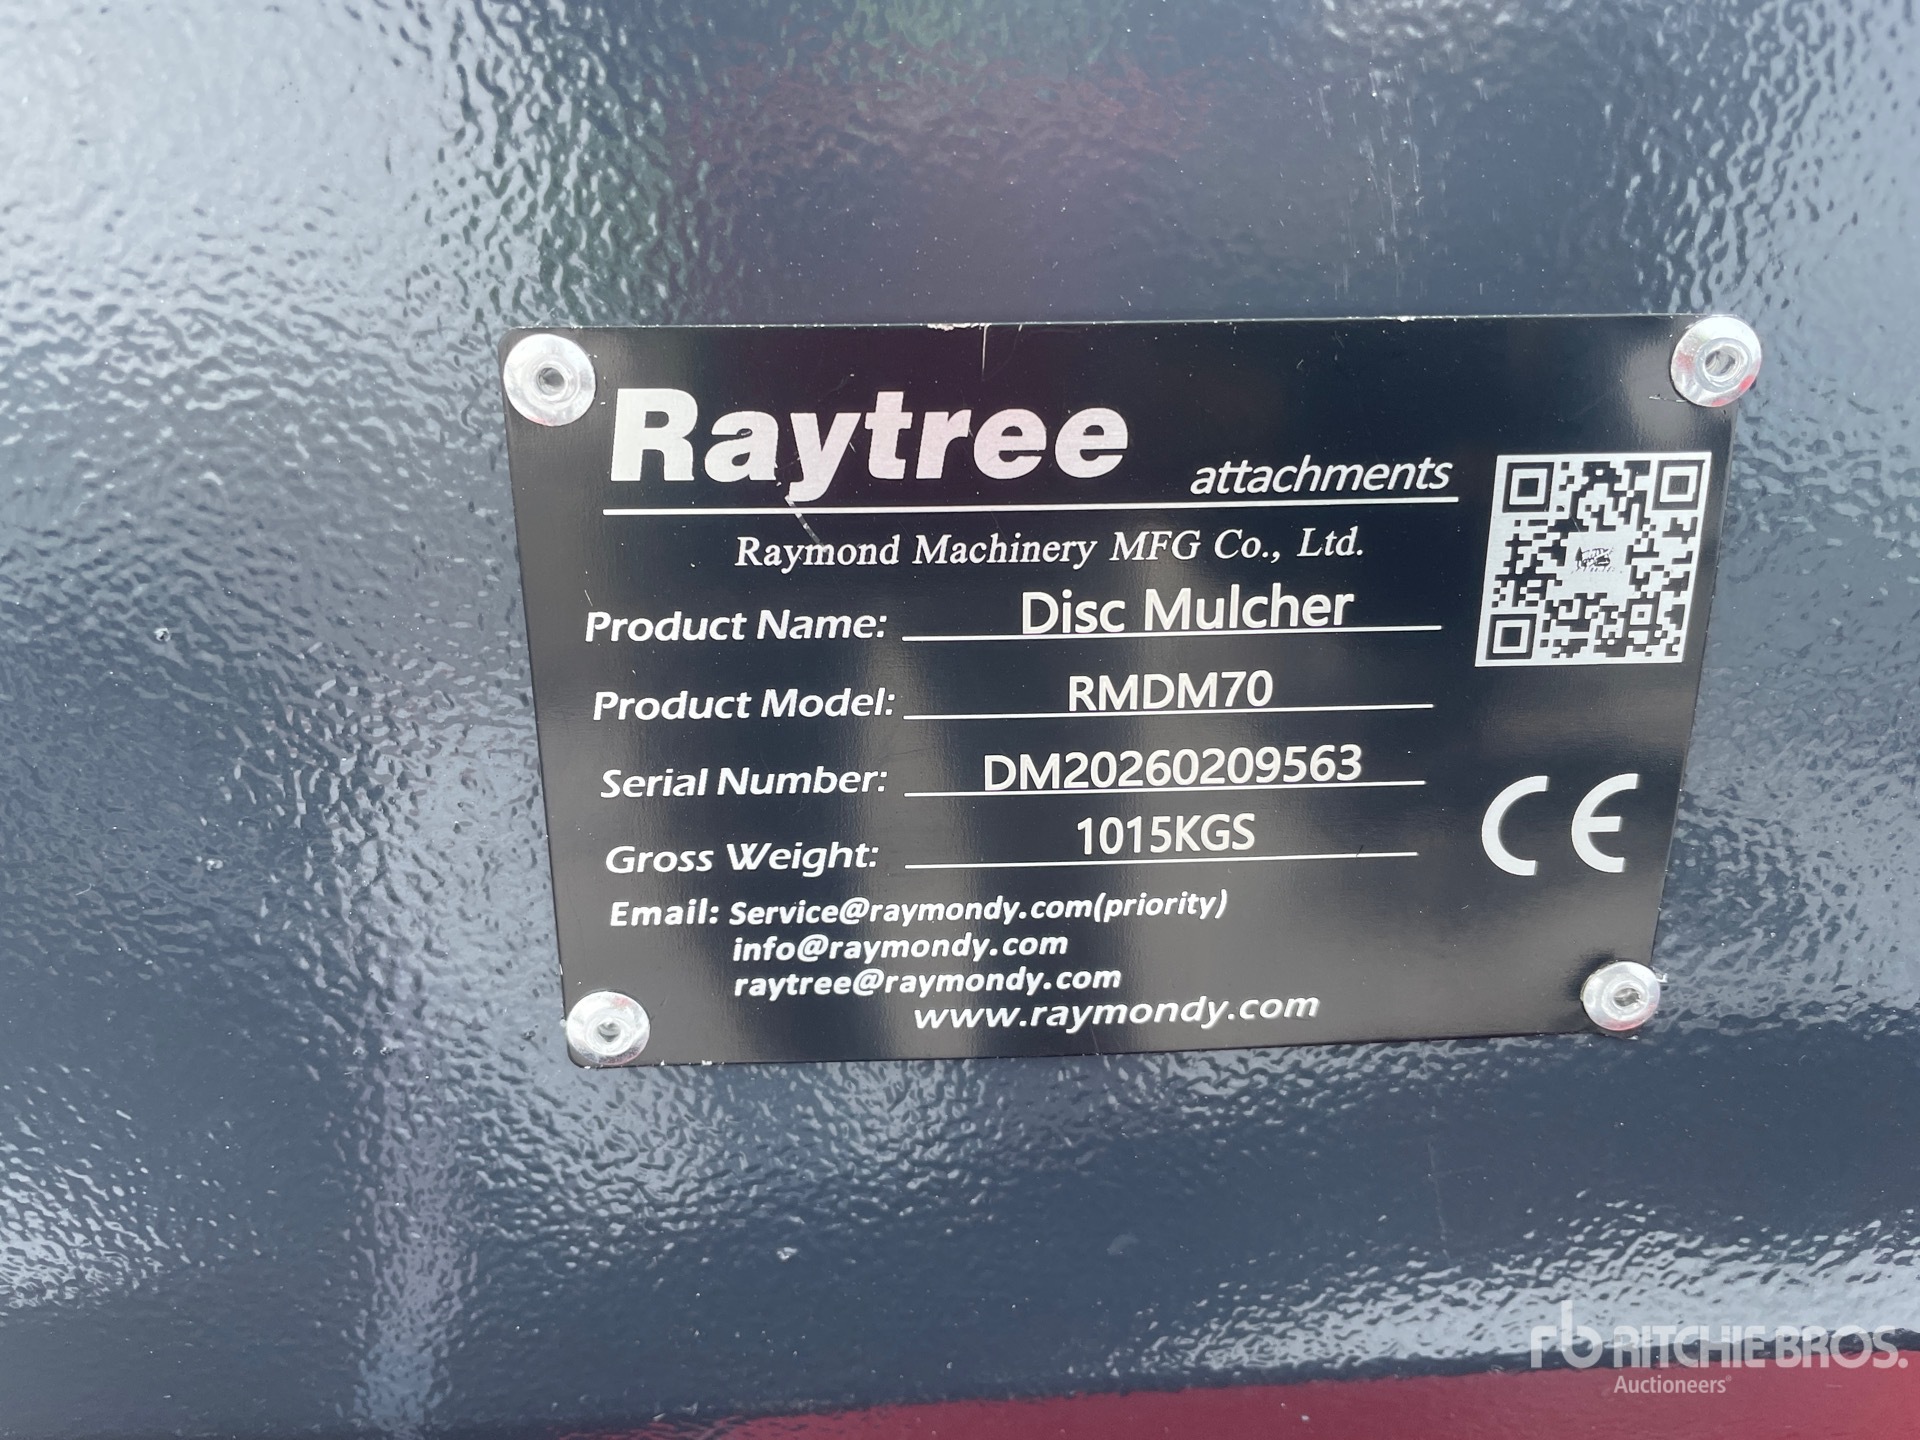 Raytree
attachments
Raymond Machinery MFG Co., Ltd.
Product Name: Disc Mulcher
Product Model: RMDM70
Serial Number: DM20260209563
Gross Weight: 1015KGS
CE
Email: Service@raymondy.com(priority)
info@raymondy.com
raytree@raymondy.com
www.raymondy.com
rb RITCHIE BROS.
Auctioneers